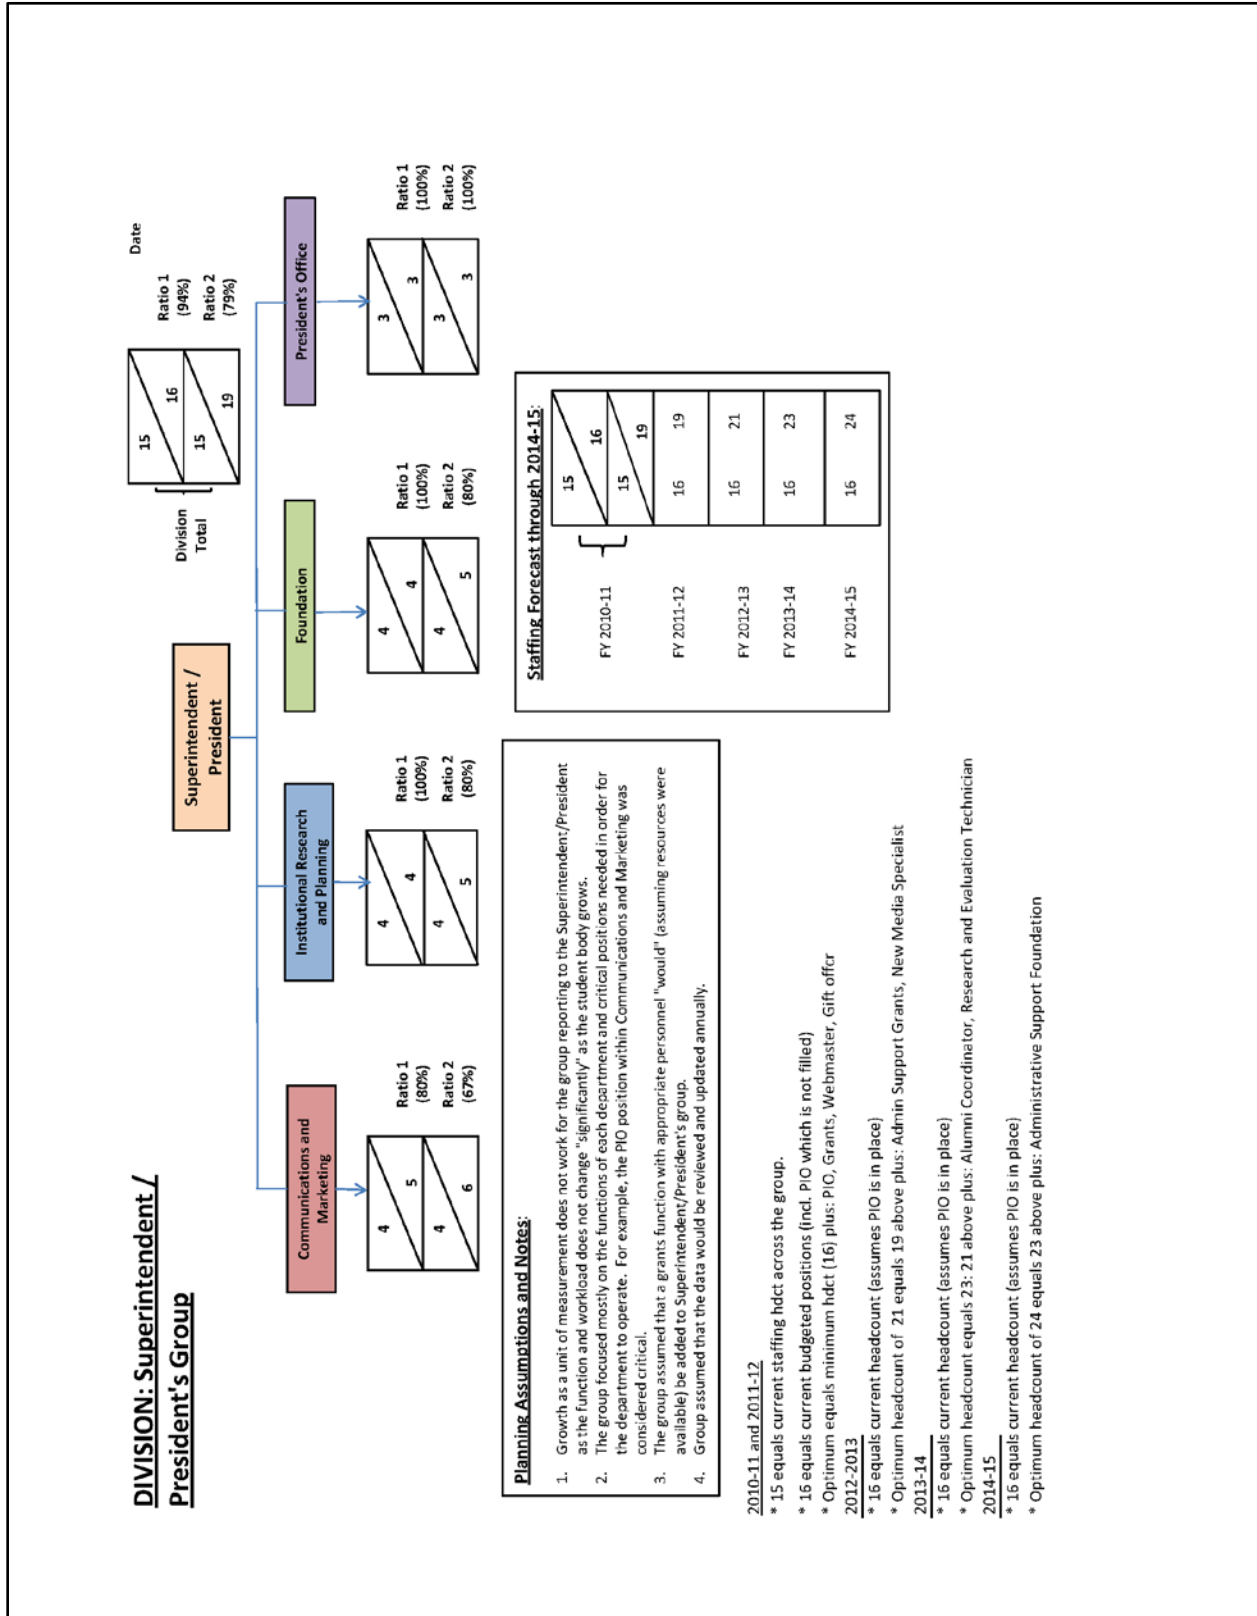 DIVISION: Superintendent /
President's Group
Superintendent /
President
Division
Total
15
16
15
19
Date
Ratio 1
(94%)
Ratio 2
(79%)
Communications and
Marketing
4
5
4
6
Ratio 1
(80%)
Ratio 2
(67%)
Institutional Research
and Planning
4
4
4
5
Ratio 1
(100%)
Ratio 2
(80%)
Foundation
4
4
4
5
Ratio 1
(100%)
Ratio 2
(80%)
President's Office
3
3
3
3
Ratio 1
(100%)
Ratio 2
(100%)
Planning Assumptions and Notes:
1. Growth as a unit of measurement does not work for the group reporting to the Superintendent/President
as the function and workload does not change "significantly" as the student body grows.
2. The group focused mostly on the functions of each department and critical positions needed in order for
the department to operate. For example, the PIO position within Communications and Marketing was
considered critical.
3. The group assumed that a grants function with appropriate personnel "would" (assuming resources were
available) be added to Superintendent/President's group.
4. Group assumed that the data would be reviewed and updated annually.
Staffing Forecast through 2014-15:
FY 2010-11
15
16
15
19
FY 2011-12 16 19
FY 2012-13 16 21
FY 2013-14 16 23
FY 2014-15 16 24
2010-11 and 2011-12
* 15 equals current staffing hdct across the group.
* 16 equals current budgeted positions (incl. PIO which is not filled)
* Optimum equals minimum hdct (16) plus: PIO, Grants, Webmaster, Gift offcr
2012-2013
* 16 equals current headcount (assumes PIO is in place)
* Optimum headcount of 21 equals 19 above plus: Admin Support Grants, New Media Specialist
2013-14
* 16 equals current headcount (assumes PIO is in place)
* Optimum headcount equals 23: 21 above plus: Alumni Coordinator, Research and Evaluation Technician
2014-15
* 16 equals current headcount (assumes PIO is in place)
* Optimum headcount of 24 equals 23 above plus: Administrative Support Foundation